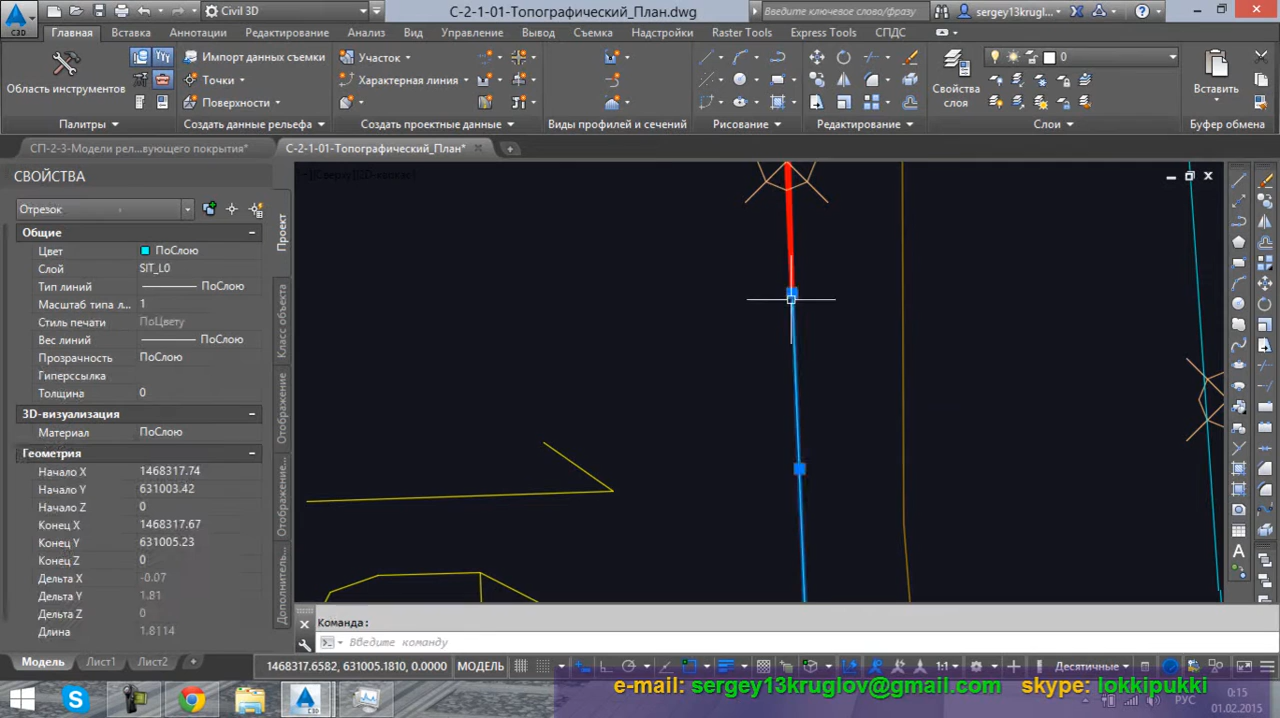 Civil 3D
С-2-1-01-Топографический_План.dwg
Введите ключевое слово/фразу
sergey13kruglo...
C3D
Главная
Вставка
Аннотации
Редактирование
Анализ
Вид
Управление
Вывод
Съемка
Надстройки
Raster Tools
Express Tools
СПДС
Область инструментов
Импорт данных съемки
Точки
Поверхности
Участок
Характерная линия
Свойства слоя
0
Вставить
Палитры
Создать данные рельефа
Создать проектные данные
Виды профилей и сечений
Рисование
Редактирование
Слои
Буфер обмена
СП-2-3-Модели рел...вующего покрытия*
С-2-1-01-Топографический_План*
СВОЙСТВА
Отрезок
Общие
Цвет ПоСлою
Слой SIT_L0
Тип линий ПоСлою
Масштаб типа л... 1
Стиль печати ПоЦвету
Вес линий ПоСлою
Прозрачность ПоСлою
Гиперссылка
Толщина 0
3D-визуализация
Материал ПоСлою
Геометрия
Начало X 1468317.74
Начало Y 631003.42
Начало Z 0
Конец X 1468317.67
Конец Y 631005.23
Конец Z 0
Дельта X -0.07
Дельта Y 1.81
Дельта Z 0
Длина 1.8114
Проект
Класс объекта
Отображение
Отображение...
Дополнитель...
Команда:
Введите команду
Модель
Лист1
Лист2
1468317.6582, 631005.1810, 0.0000
МОДЕЛЬ
1:1
Десятичные
e-mail: sergey13kruglov@gmail.com skype: lokkipukki
РУС
0:15
01.02.2015